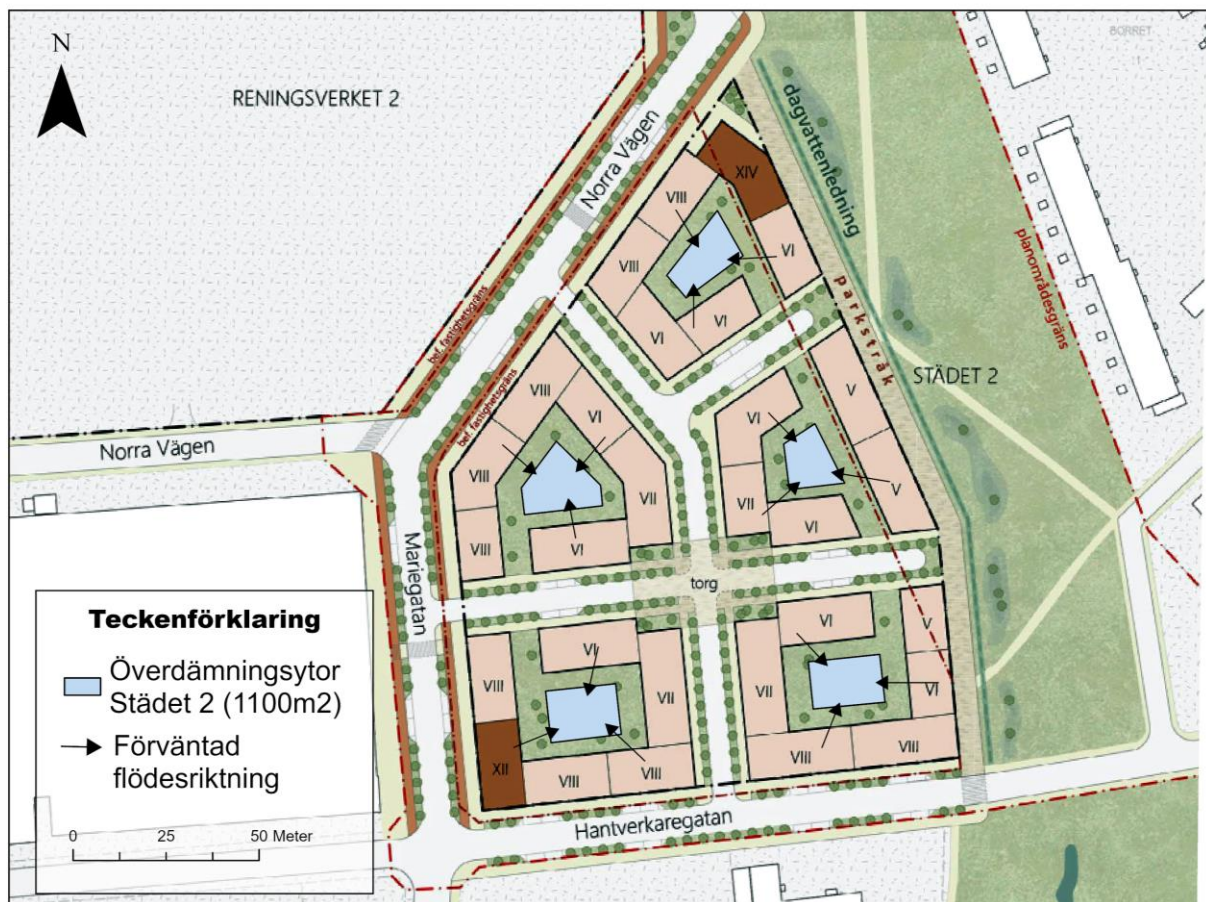 N
BORRET
RENINGSVERKET 2
Norra Vägen
dagvattenledning
XIV
VIII
VIII
VI
VI
VI
planområdesgräns
parkstråk
bef. fastighetsgräns
STÄDET 2
VIII
VI
V
VI
bef. fastighetsgräns
Norra Vägen
VIII
VII
VII
V
VI
VIII
VI
Mariegatan
torg
VI
V
VI
VIII
VII
VII
VI
XII
VIII
VIII
VIII
VIII
Hantverkaregatan
Teckenförklaring
Överdämningsytor
Städet 2 (1100m2)
Förväntad
flödesriktning
0 25 50 Meter